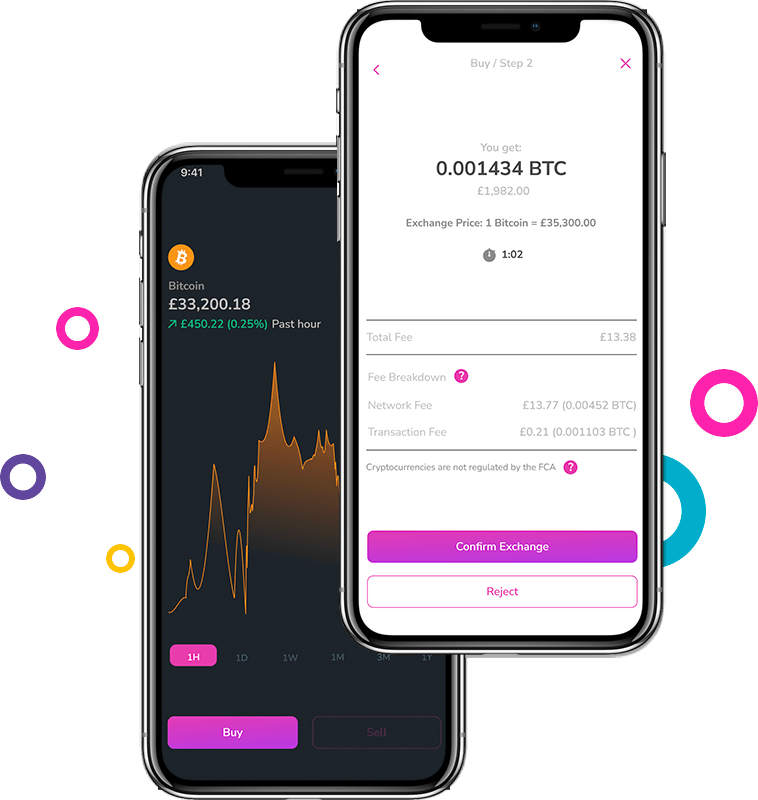 9:41
Bitcoin
£33,200.18
£450.22 (0.25%) Past hour
1H 1D 1W 1M 3M 1Y
Buy Sell
Buy / Step 2
You get:
0.001434 BTC
£1,982.00
Exchange Price: 1 Bitcoin = £35,300.00
1:02
Total Fee £13.38
Fee Breakdown ?
Network Fee £13.77 (0.00452 BTC)
Transaction Fee £0.21 (0.001103 BTC )
Cryptocurrencies are not regulated by the FCA ?
Confirm Exchange
Reject